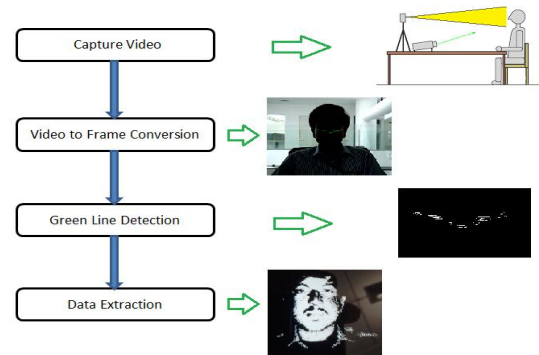 Capture Video
Video to Frame Conversion
Green Line Detection
Data Extraction